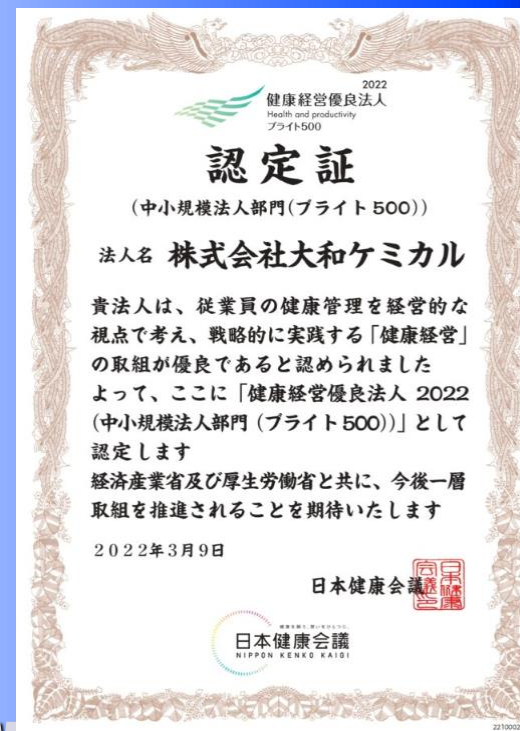 2022
健康経営優良法人
Health and productivity
ブライト500
認定証
(中小規模法人部門(ブライト500))
法人名 株式会社大和ケミカル
貴法人は、従業員の健康管理を経営的な
視点で考え、戦略的に実践する「健康経営」
の取組が優良であると認められました
よって、ここに「健康経営優良法人 2022
(中小規模法人部門(ブライト500))」として
認定します
経済産業省及び厚生労働省と共に、今後一層
取組を推進されることを期待いたします
2022年3月9日
日本健康会議
日本健康会議印
日本健康会議
NIPPON KENKO KAIGI
2210002